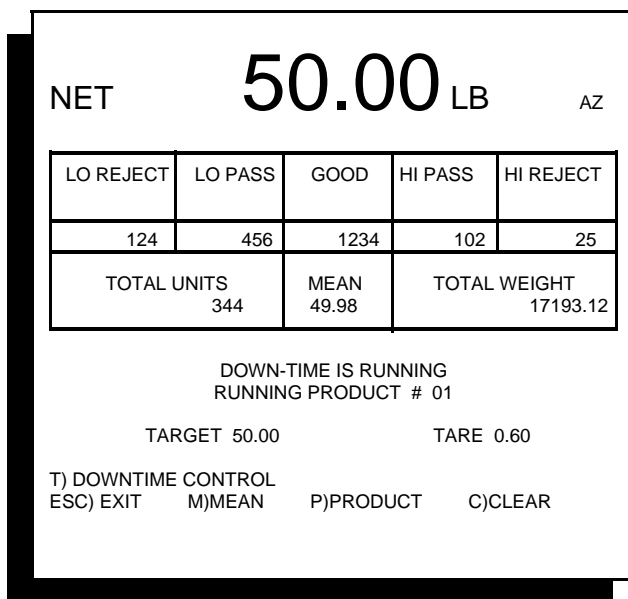 NET 50.00 LB AZ
LO REJECT LO PASS GOOD HI PASS HI REJECT
124 456 1234 102 25
TOTAL UNITS MEAN TOTAL WEIGHT
344 49.98 17193.12
DOWN-TIME IS RUNNING
RUNNING PRODUCT # 01
TARGET 50.00 TARE 0.60
T) DOWNTIME CONTROL
ESC) EXIT M)MEAN P)PRODUCT C)CLEAR